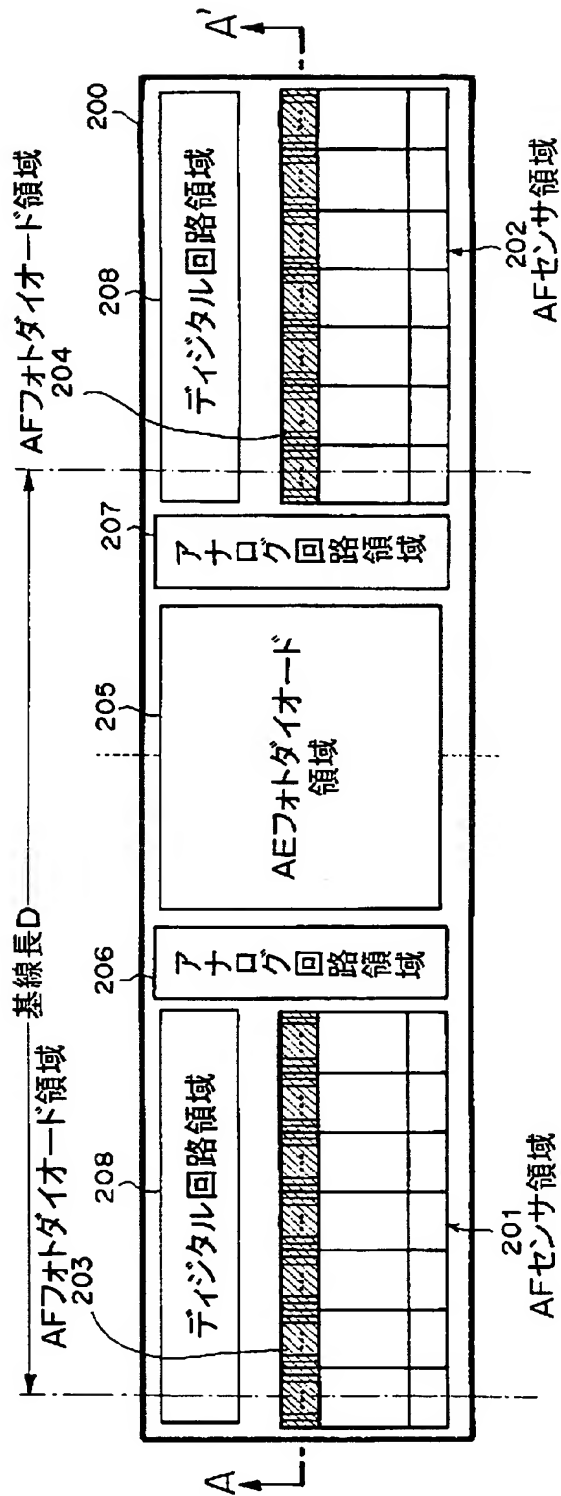 A
A'
基線長D
AFフォトダイオード領域
203
208
206
205
207
AFフォトダイオード領域
204
208
200
ディジタル回路領域
アナログ回路領域
AEフォトダイオード
領域
アナログ回路領域
ディジタル回路領域
201
AFセンサ領域
202
AFセンサ領域